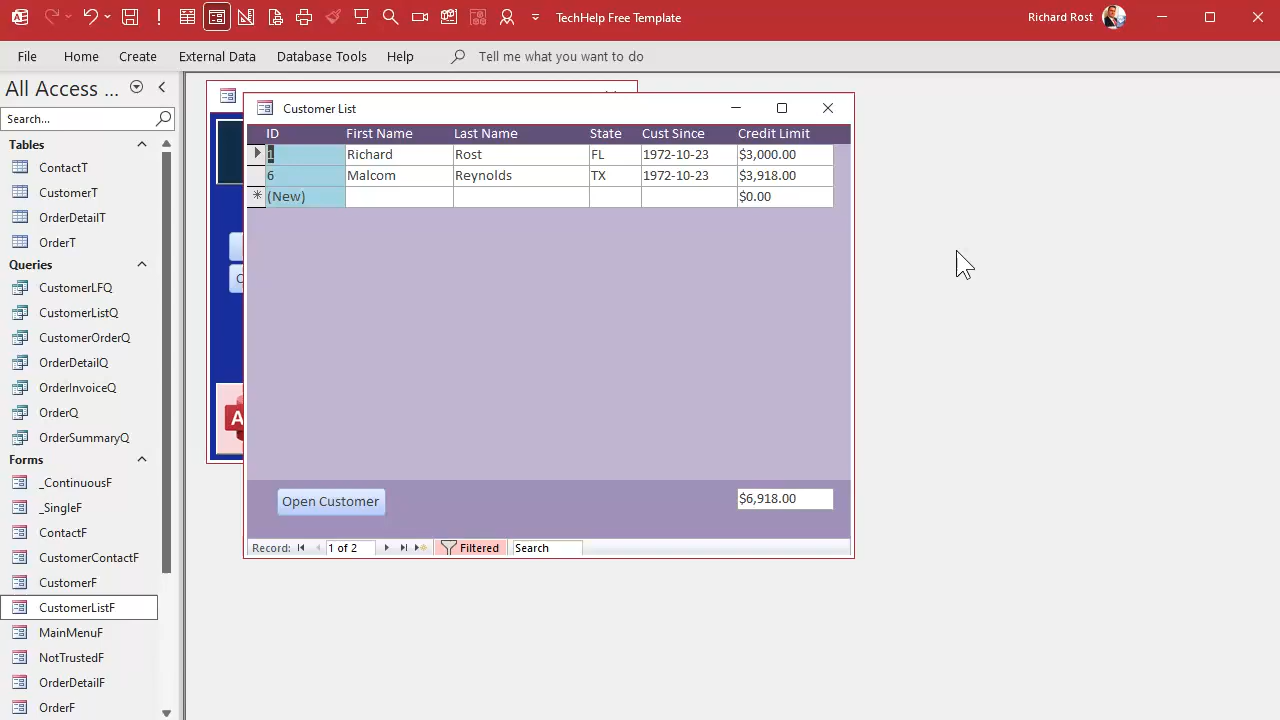 TechHelp Free Template
Richard Rost
File Home Create External Data Database Tools Help Tell me what you want to do
All Access ...
Search...
Tables
ContactT
CustomerT
OrderDetailT
OrderT
Queries
CustomerLFQ
CustomerListQ
CustomerOrderQ
OrderDetailQ
OrderInvoiceQ
OrderQ
OrderSummaryQ
Forms
_ContinuousF
_SingleF
ContactF
CustomerContactF
CustomerF
CustomerListF
MainMenuF
NotTrustedF
OrderDetailF
OrderF
Customer List
ID First Name Last Name State Cust Since Credit Limit
1 Richard Rost FL 1972-10-23 $3,000.00
6 Malcom Reynolds TX 1972-10-23 $3,918.00
(New) $0.00
Open Customer $6,918.00
Record: 1 of 2 Filtered Search